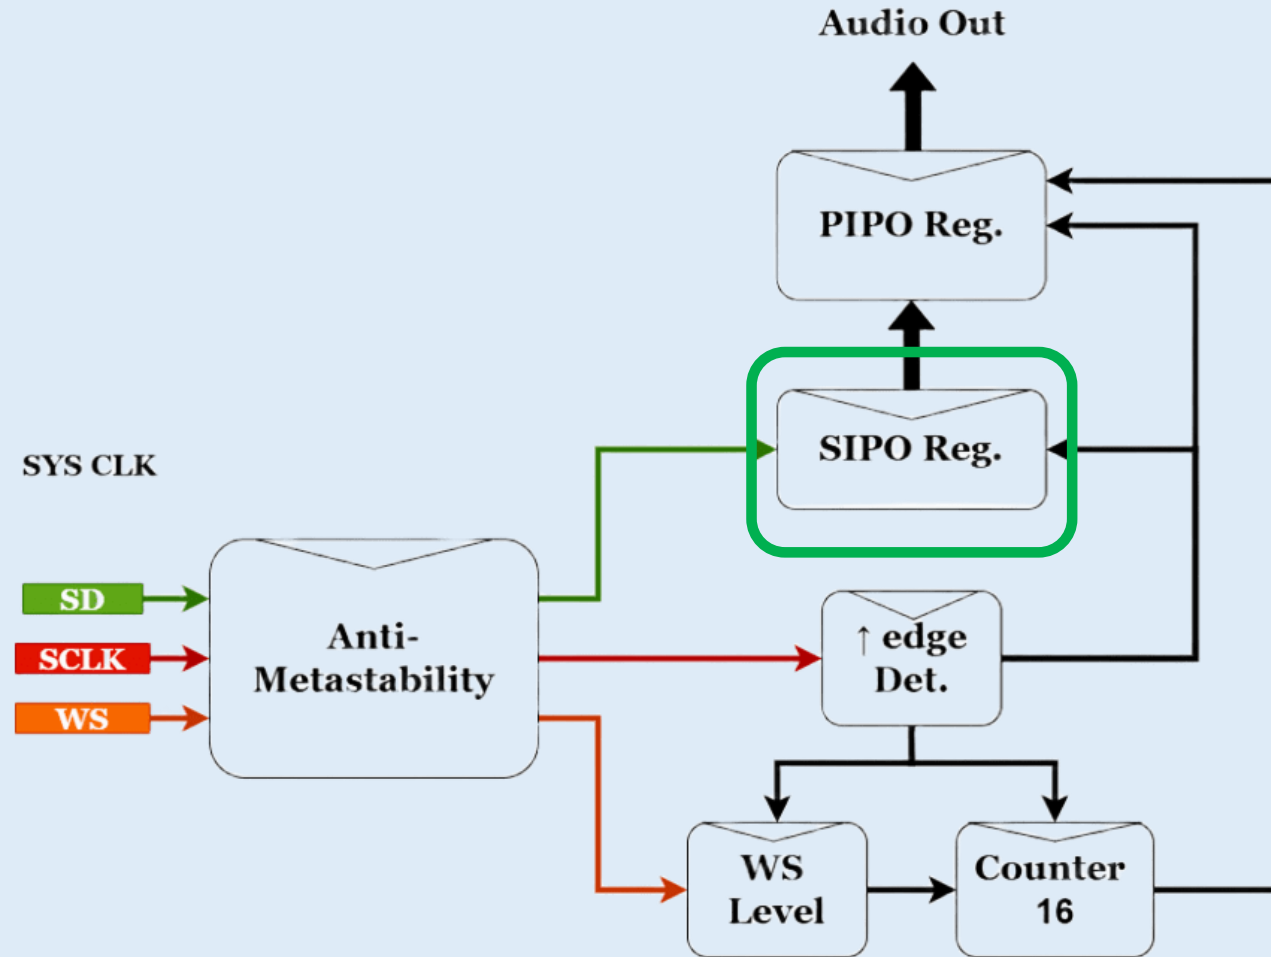 Audio Out
PIPO Reg.
SIPO Reg.
SYS CLK
SD
SCLK
WS
Anti-
Metastability
↑ edge
Det.
WS
Level
Counter
16